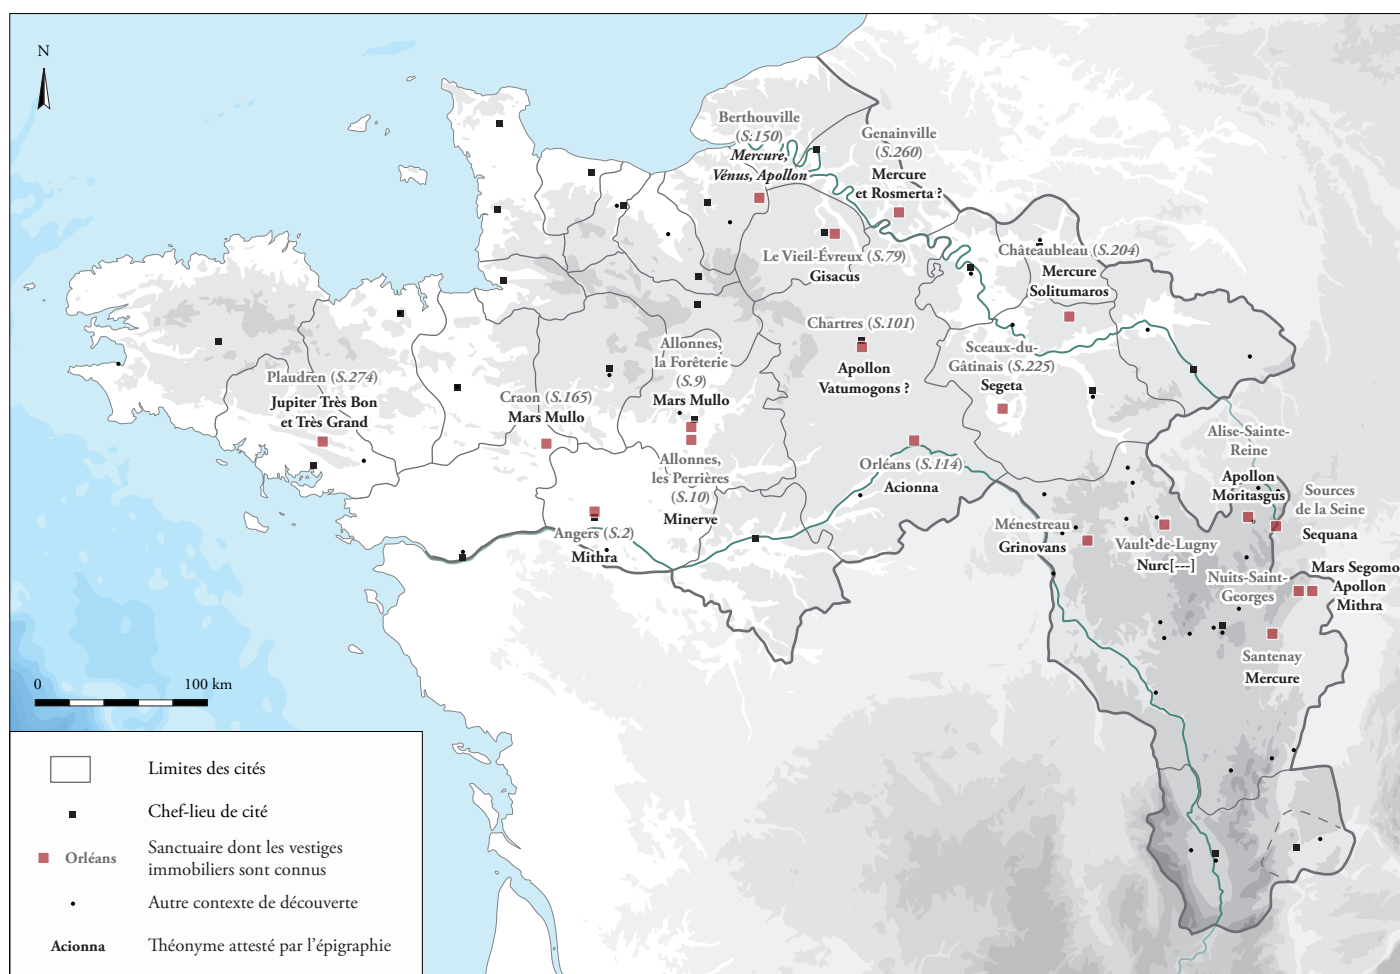 N
Berthouville
(S.150)
Mercure,
Vénus, Apollon
Genainville
(S.260)
Mercure
et Rosmerta ?
Le Vieil-Évreux (S.79)
Gisacus
Châteaubleau (S.204)
Mercure
Solitumaros
Chartres (S.101)
Apollon
Vatumogons ?
Sceaux-du-
Gâtinais (S.225)
Segeta
Allonnes,
la Forêterie
(S.9)
Mars Mullo
Plaudren (S.274)
Jupiter Très Bon
et Très Grand
Craon (S.165)
Mars Mullo
Allonnes,
les Perrières
(S.10)
Minerve
Orléans (S.114)
Acionna
Alise-Sainte-
Reine
Apollon
Moritasgus
Sources
de la Seine
Sequana
Angers (S.2)
Mithra
Ménestreau
Grinovans
Vault-de-Lugny
Nurc[---]
Nuits-Saint-
Georges
Mars Segomo
Apollon
Mithra
Santenay
Mercure
0 100 km
Limites des cités
Chef-lieu de cité
Orléans Sanctuaire dont les vestiges
immobiliers sont connus
Autre contexte de découverte
Acionna Théonyme attesté par l'épigraphie